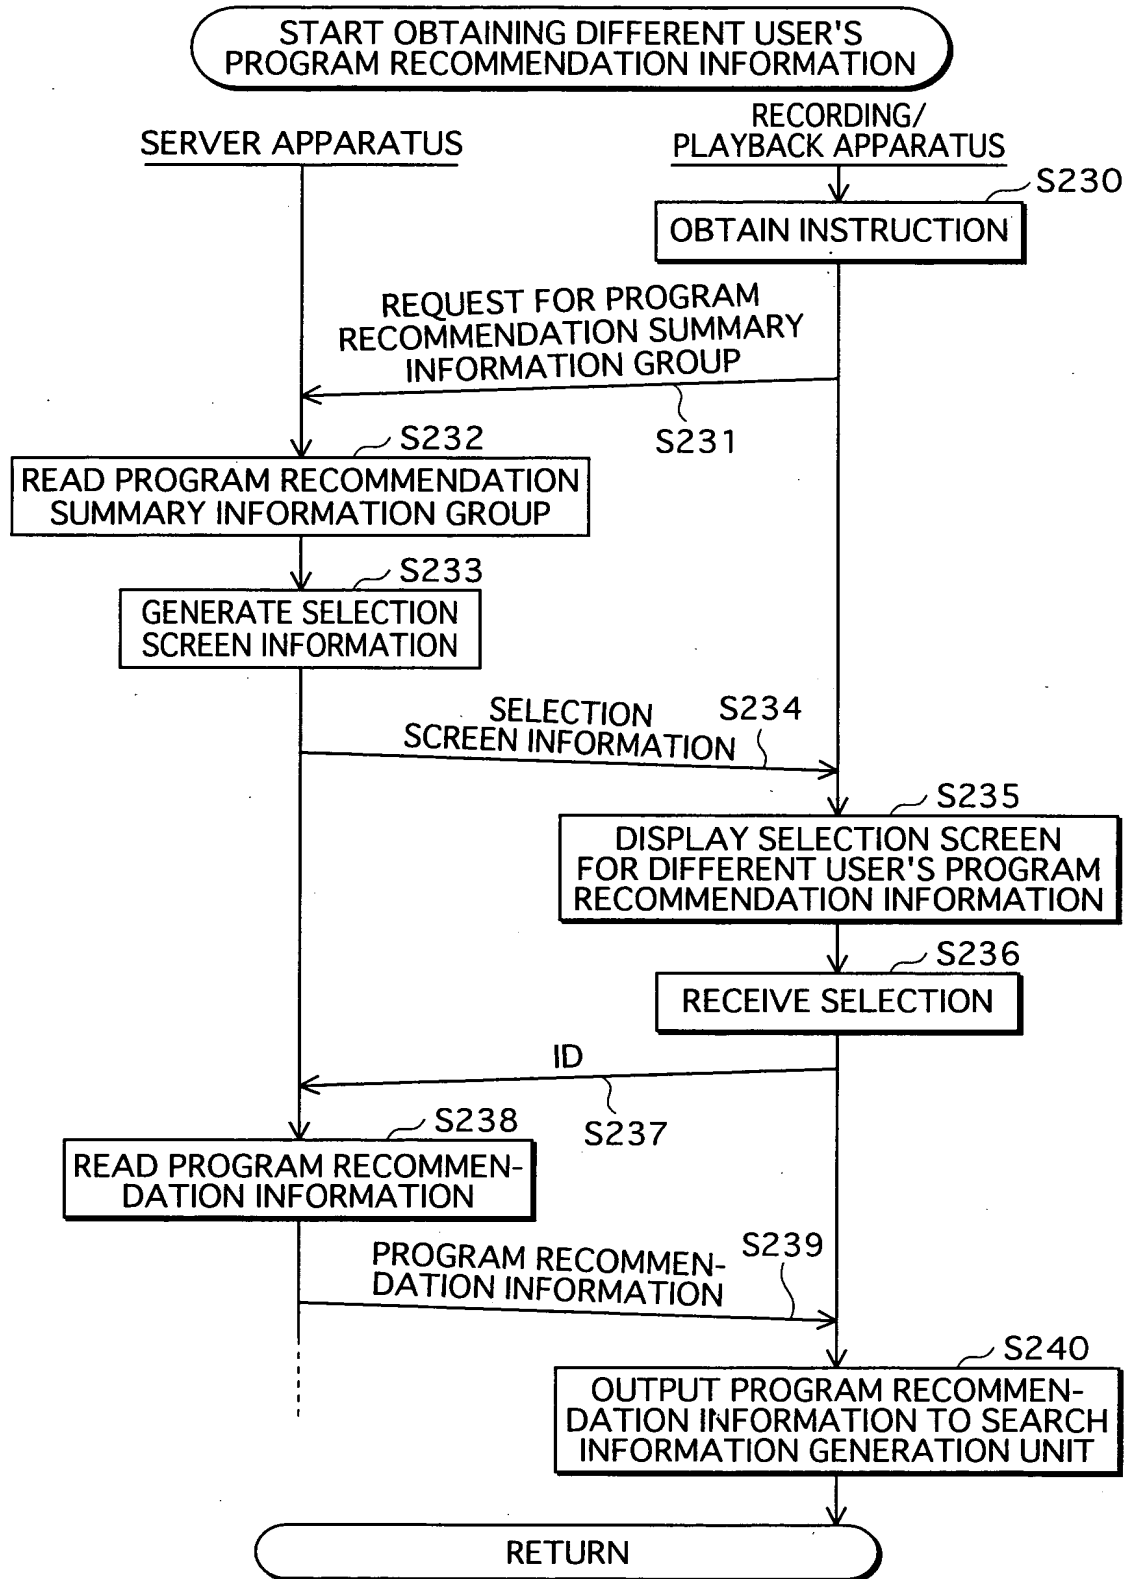 START OBTAINING DIFFERENT USER'S
PROGRAM RECOMMENDATION INFORMATION
SERVER APPARATUS
RECORDING/
PLAYBACK APPARATUS
S230
OBTAIN INSTRUCTION
REQUEST FOR PROGRAM
RECOMMENDATION SUMMARY
INFORMATION GROUP
S231
S232
READ PROGRAM RECOMMENDATION
SUMMARY INFORMATION GROUP
S233
GENERATE SELECTION
SCREEN INFORMATION
SELECTION
SCREEN INFORMATION
S234
S235
DISPLAY SELECTION SCREEN
FOR DIFFERENT USER'S PROGRAM
RECOMMENDATION INFORMATION
S236
RECEIVE SELECTION
ID
S237
S238
READ PROGRAM RECOMMEN-
DATION INFORMATION
PROGRAM RECOMMEN-
DATION INFORMATION
S239
S240
OUTPUT PROGRAM RECOMMEN-
DATION INFORMATION TO SEARCH
INFORMATION GENERATION UNIT
RETURN